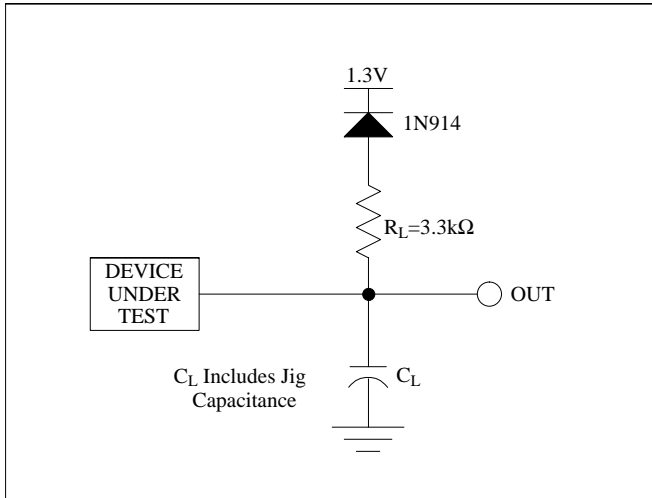 1.3V
1N914
R_L=3.3kΩ
DEVICE
UNDER
TEST
OUT
C_L Includes Jig
Capacitance
C_L